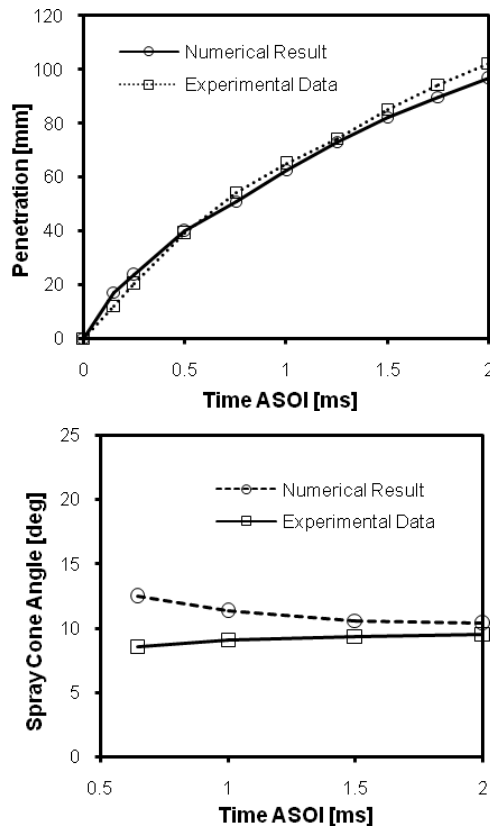 120
100
80
60
40
20
0
Penetration [mm]
Numerical Result
Experimental Data
0 0.5 1 1.5 2
Time ASOI [ms]
25
20
15
10
5
0
Spray Cone Angle [deg]
Numerical Result
Experimental Data
0.5 1 1.5 2
Time ASOI [ms]